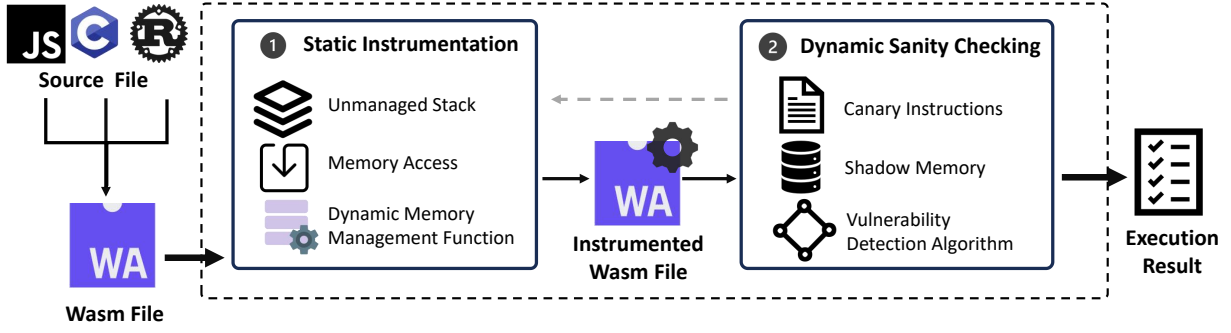 JS
C
R
Source File
WA
Wasm File
1 Static Instrumentation
Unmanaged Stack
Memory Access
Dynamic Memory
Management Function
WA
Instrumented
Wasm File
2 Dynamic Sanity Checking
Canary Instructions
Shadow Memory
Vulnerability
Detection Algorithm
Execution
Result